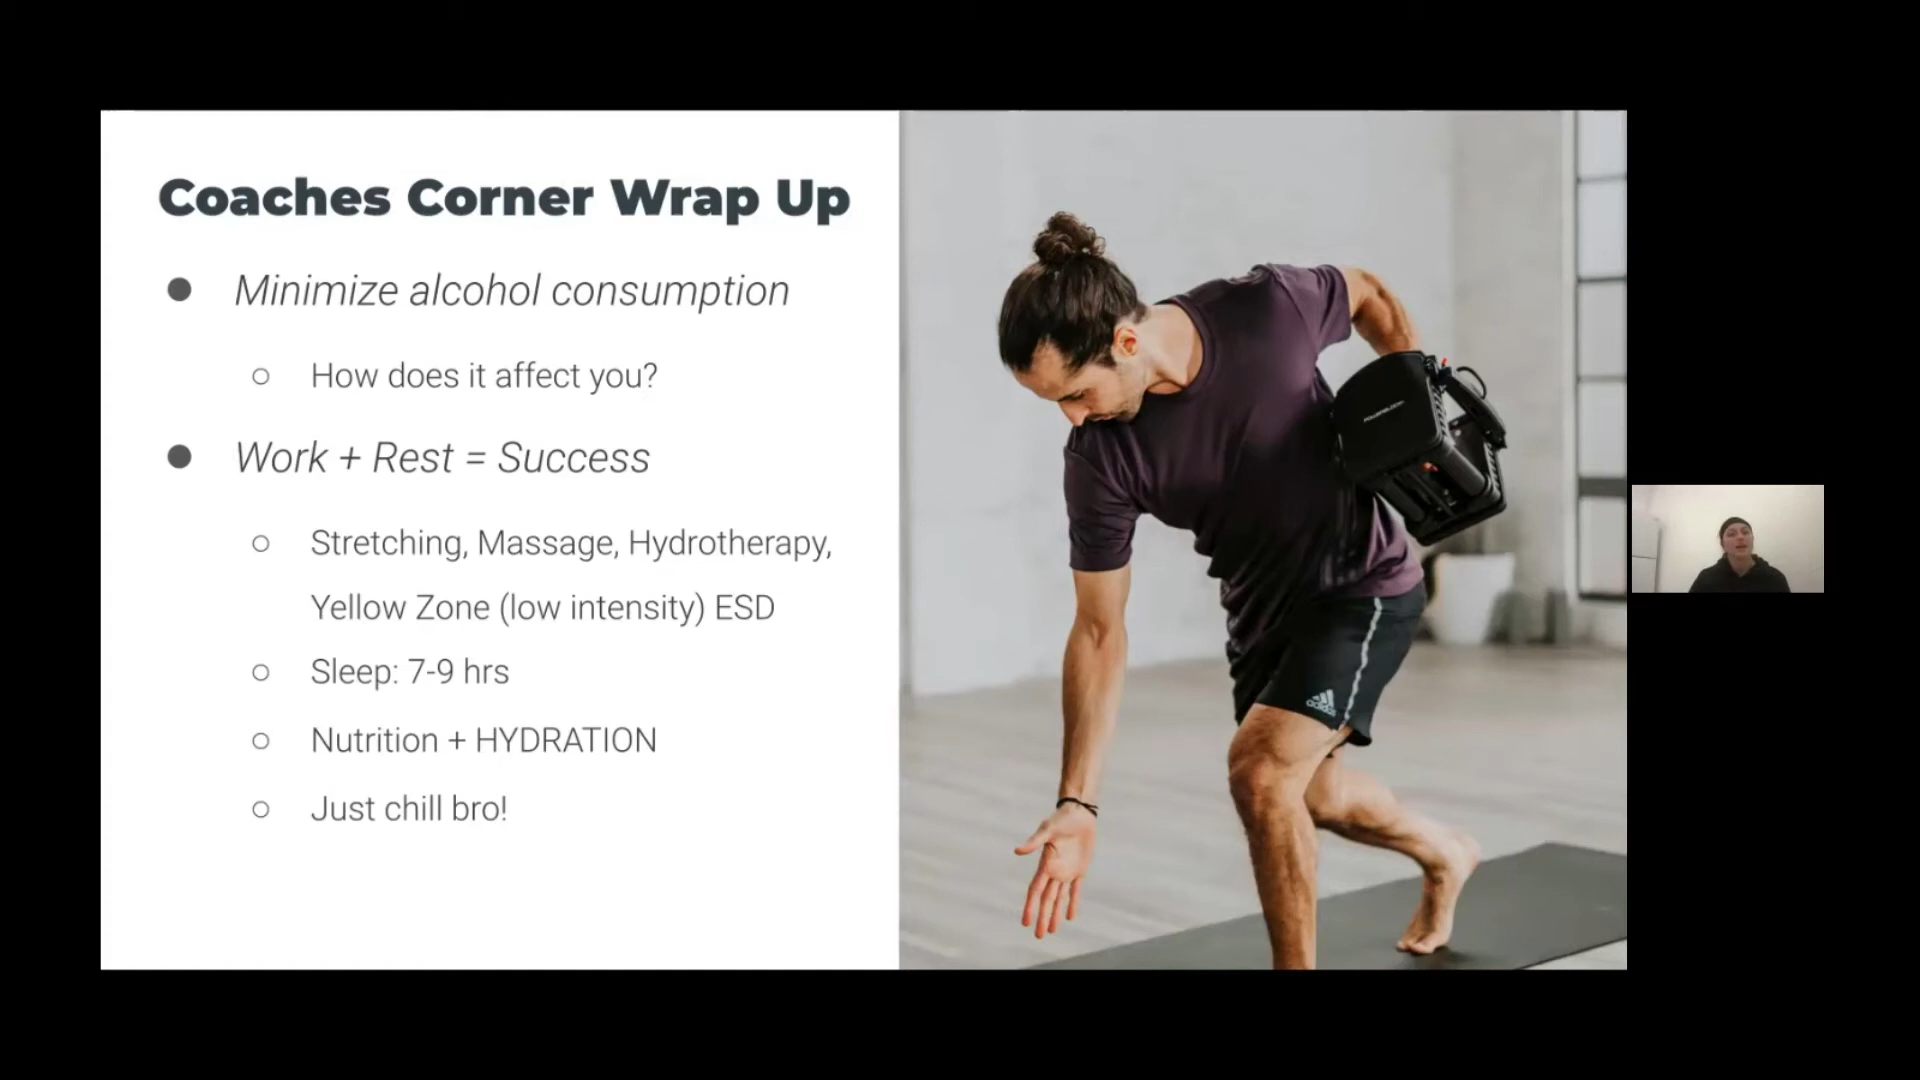 Coaches Corner Wrap Up
● Minimize alcohol consumption
○ How does it affect you?
● Work + Rest = Success
○ Stretching, Massage, Hydrotherapy,
Yellow Zone (low intensity) ESD
○ Sleep: 7-9 hrs
○ Nutrition + HYDRATION
○ Just chill bro!
adidas